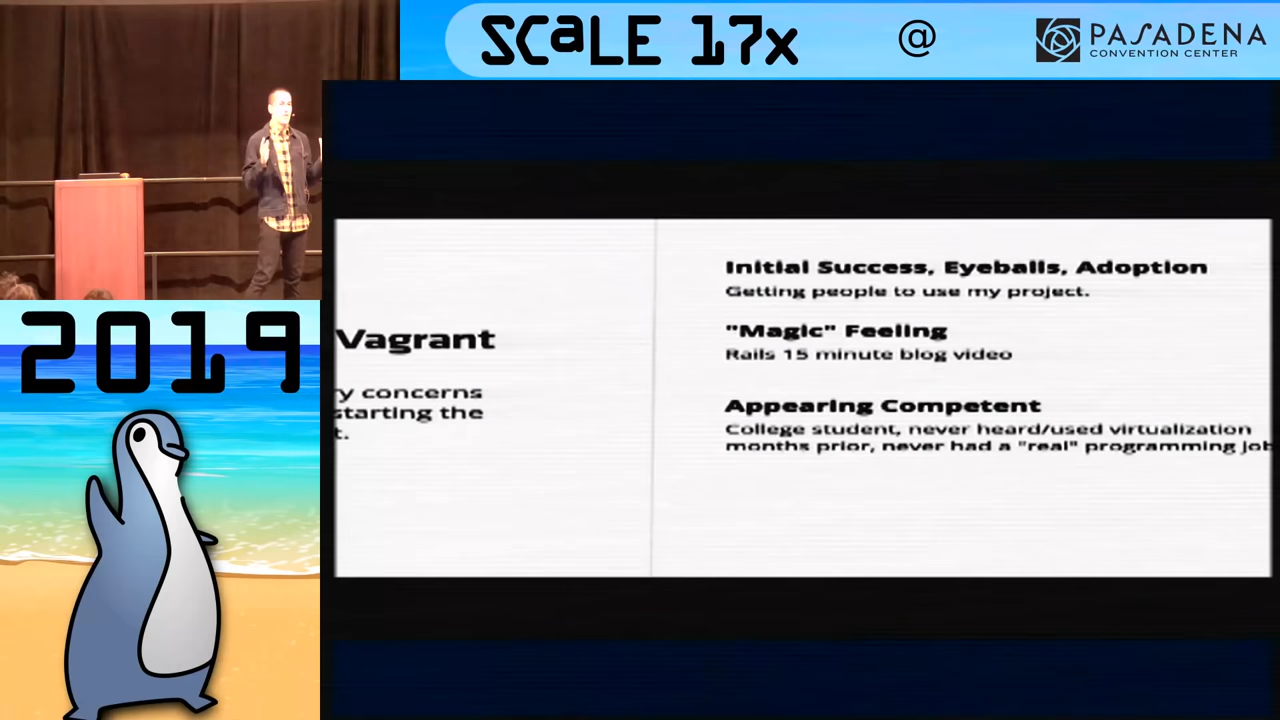 SCaLE 17x
@
PASADENA
CONVENTION CENTER
2019
Vagrant
y concerns
starting the
t.
Initial Success, Eyeballs, Adoption
Getting people to use my project.
"Magic" Feeling
Rails 15 minute blog video
Appearing Competent
College student, never heard/used virtualization
months prior, never had a "real" programming job